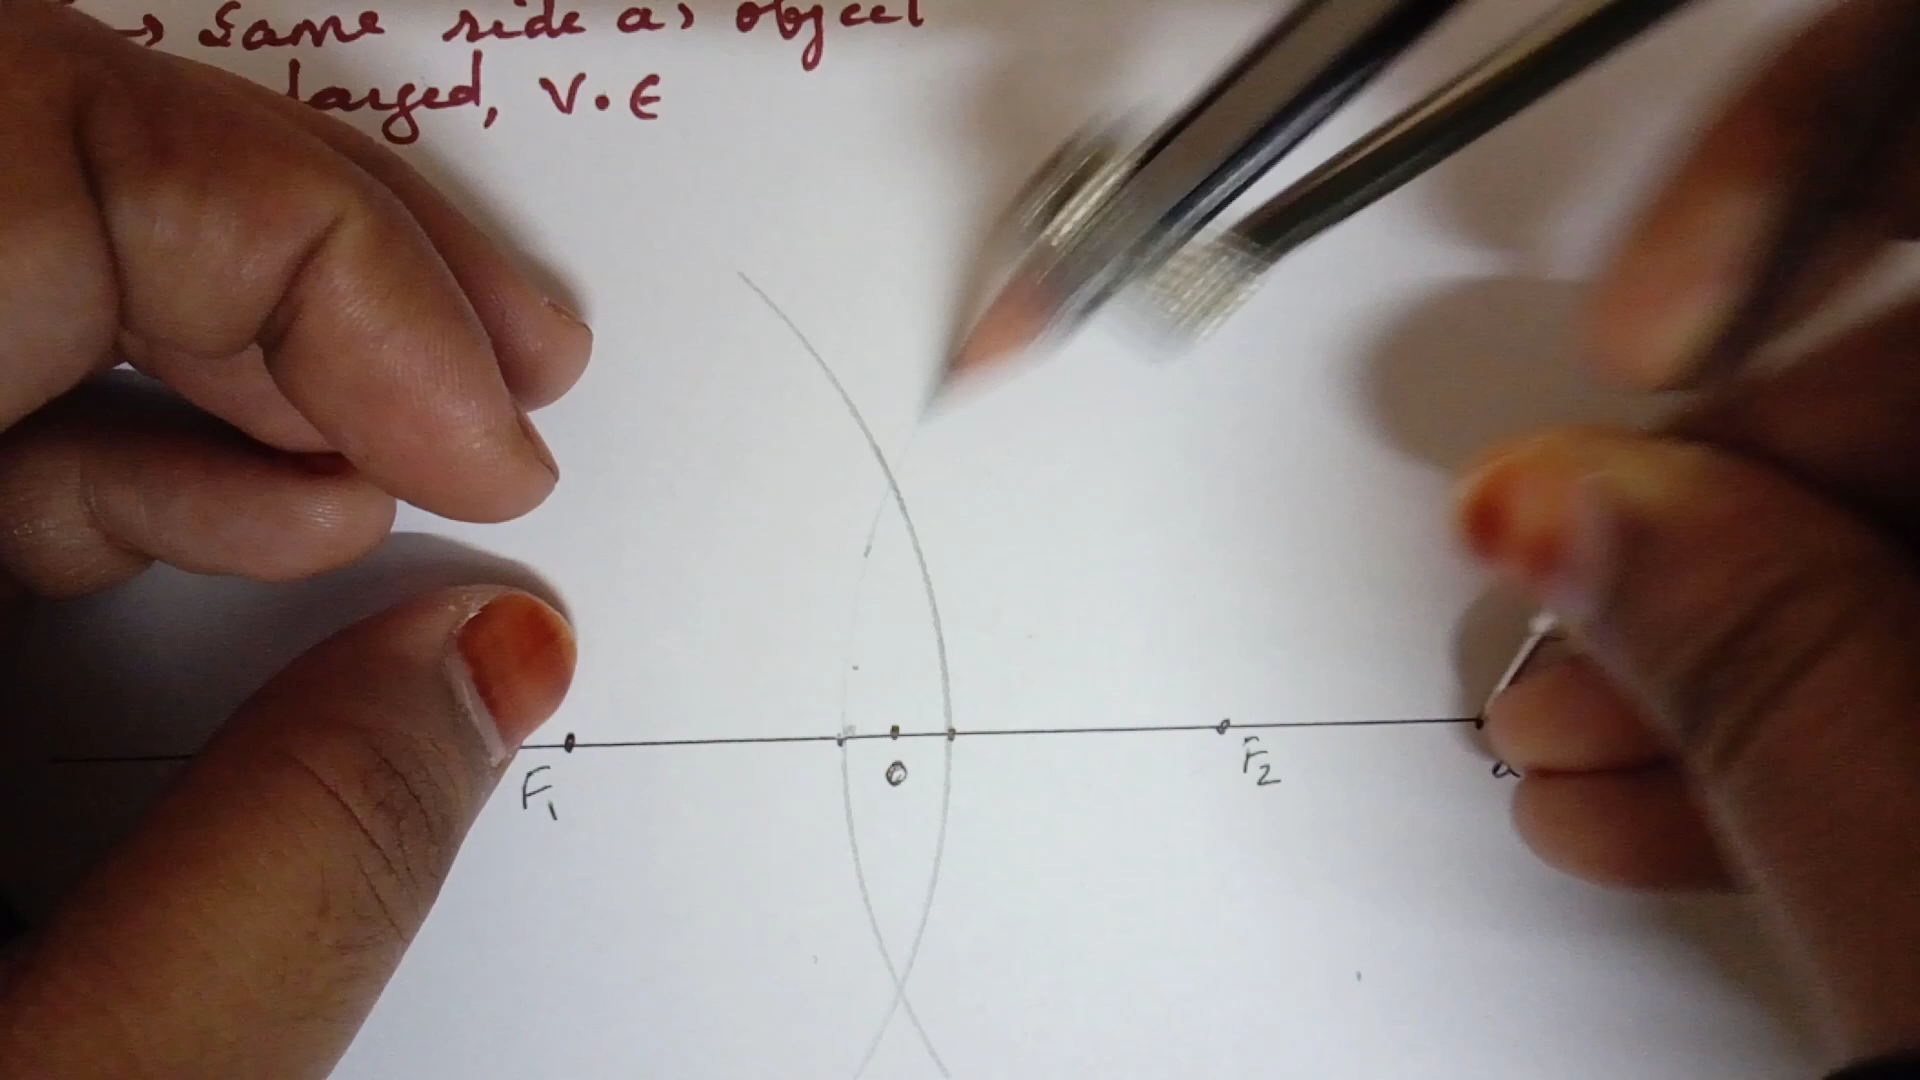 → Same side as object
larged, V.E
F₁
O
F₂